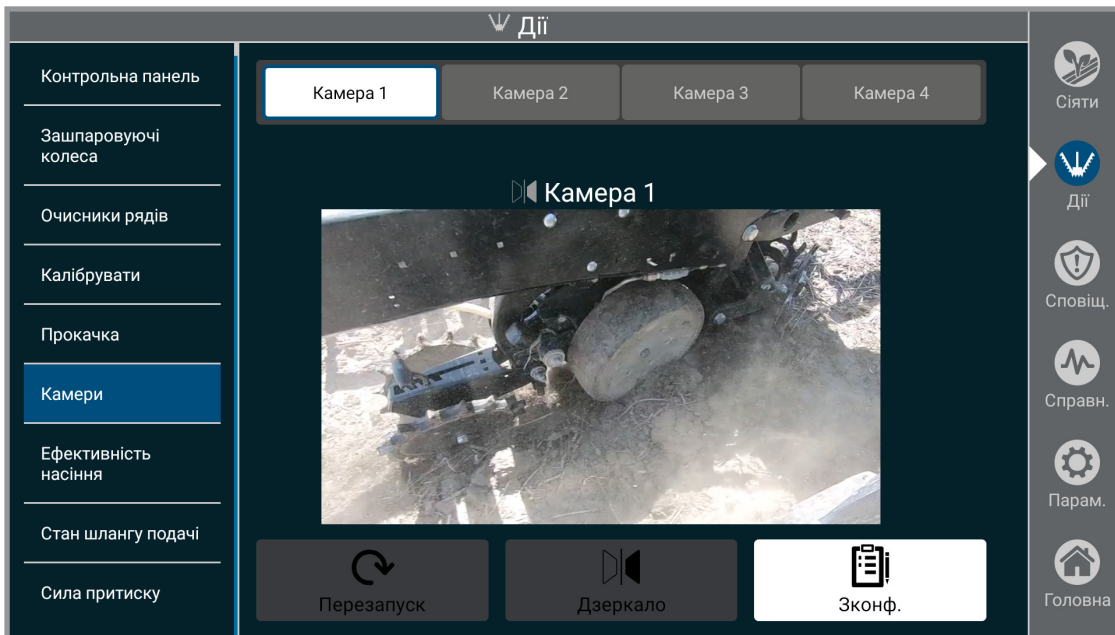 Дії
Контрольна панель
Зашпаровуючі
колеса
Очисники рядів
Калібрувати
Прокачка
Камери
Ефективність
насіння
Стан шлангу подачі
Сила притиску
Камера 1
Камера 2
Камера 3
Камера 4
Камера 1
Перезапуск
Дзеркало
Зконф.
Сіяти
Дії
Сповіщ.
Справн.
Парам.
Головна